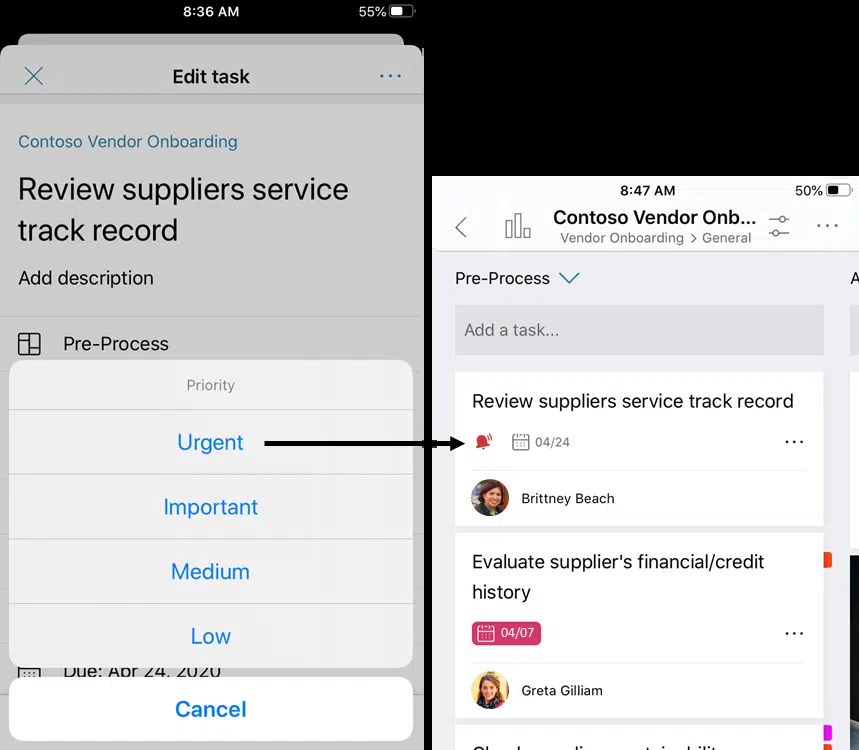 8:36 AM
55%
Edit task
Contoso Vendor Onboarding
Review suppliers service
track record
Add description
Pre-Process
Priority
Urgent
Important
Medium
Low
Due: Apr 24, 2020
Cancel
8:47 AM
50%
Contoso Vendor Onb...
Vendor Onboarding > General
Pre-Process
A
Add a task...
Review suppliers service track record
04/24
Brittney Beach
Evaluate supplier's financial/credit
history
04/07
Greta Gilliam